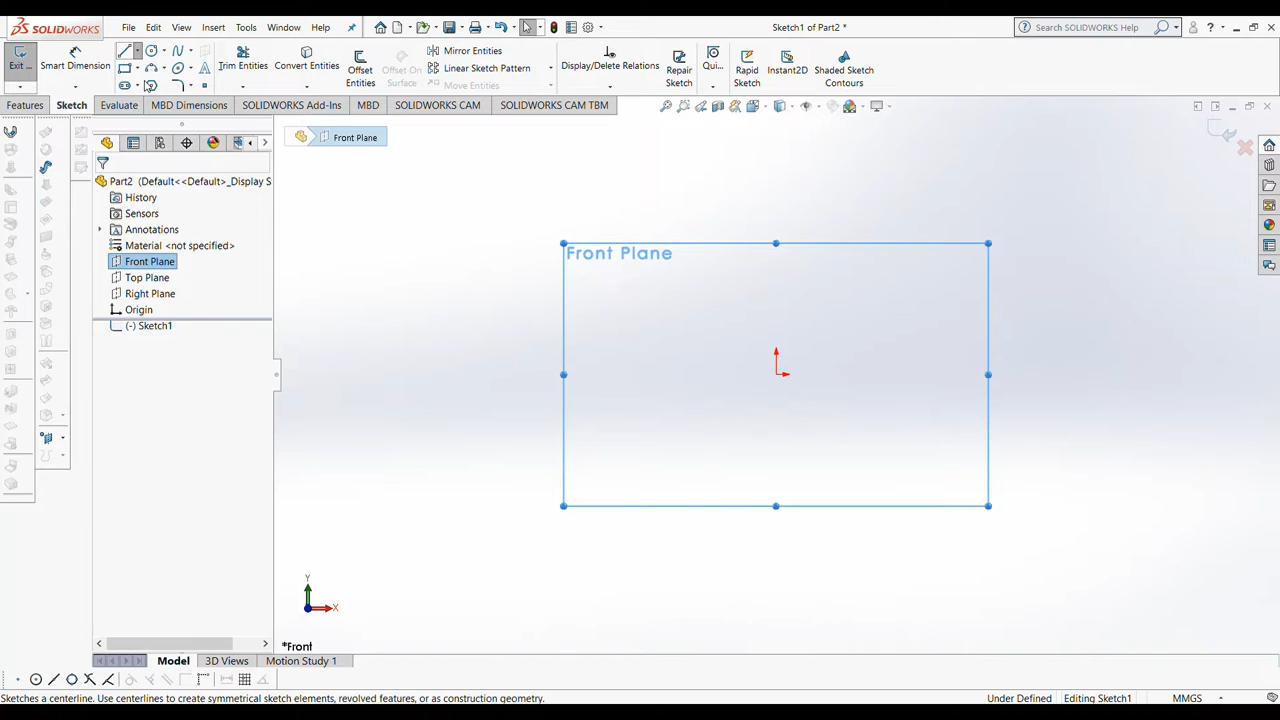 SOLIDWORKS File Edit View Insert Tools Window Help Sketch1 of Part2 * Search SOLIDWORKS Help ?
Exit ...
Smart Dimension
Trim Entities
Convert Entities
Offset Entities
Offset On Surface
Mirror Entities
Linear Sketch Pattern
Move Entities
Display/Delete Relations
Repair Sketch
Qui...
Rapid Sketch
Instant2D
Shaded Sketch Contours
Features Sketch Evaluate MBD Dimensions SOLIDWORKS Add-Ins MBD SOLIDWORKS CAM SOLIDWORKS CAM TBM
Front Plane
Part2 (Default<<Default>_Display S
History
Sensors
Annotations
Material <not specified>
Front Plane
Top Plane
Right Plane
Origin
(-) Sketch1
Front Plane
Y
X
*Front
Model 3D Views Motion Study 1
Sketches a centerline. Use centerlines to create symmetrical sketch elements, revolved features, or as construction geometry. Under Defined Editing Sketch1 MMGS